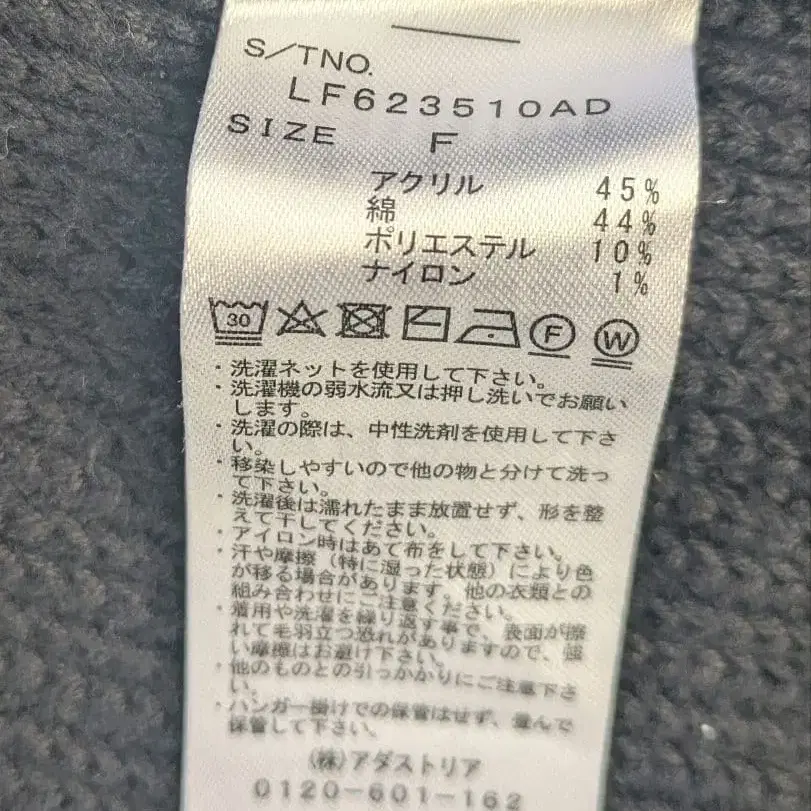 S/TNO.
LF623510AD
SIZE F
アクリル 45%
綿 44%
ポリエステル 10%
ナイロン 1%
30 F W
・洗濯ネットを使用して下さい。
・洗濯機の弱水流又は押し洗いでお願い
します。
・洗濯の際は、中性洗剤を使用して下さ
い。
・移染しやすいので他の物と分けて洗っ
て下さい。
・洗濯後は濡れたまま放置せず、形を整
えて干してください。
・アイロン時はあて布をして下さい。
・汗や摩擦(特に湿った状態)により色
が移る場合があります。他の衣類との
組み合わせにご注意ください。
・着用や洗濯を繰り返す事で、表面が擦
れて毛羽立つ恐れがありますので、強
い摩擦はお避け下さい。
・他のものとの引っかかりにご注意下さ
い。
・ハンガー掛けでの保管はせず、畳んで
保管して下さい。
(株)アダストリア
0120-601-162